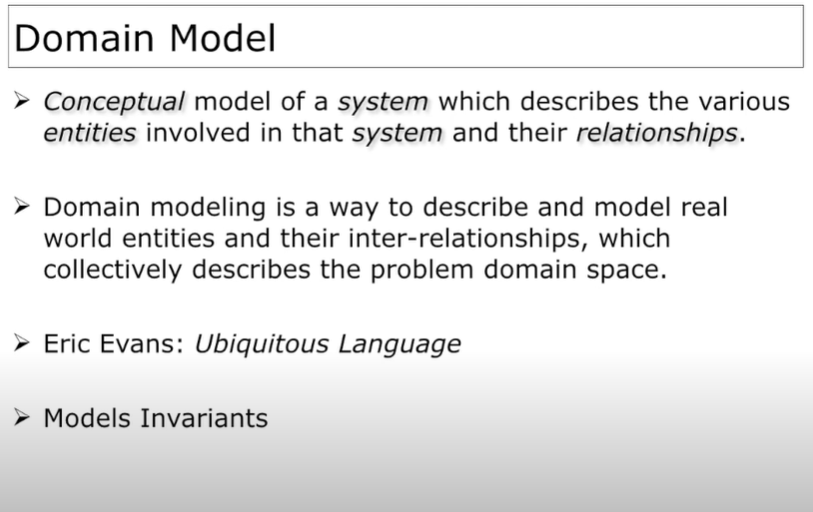 Domain Model
➢ Conceptual model of a system which describes the various
entities involved in that system and their relationships.
➢ Domain modeling is a way to describe and model real
world entities and their inter-relationships, which
collectively describes the problem domain space.
➢ Eric Evans: Ubiquitous Language
➢ Models Invariants